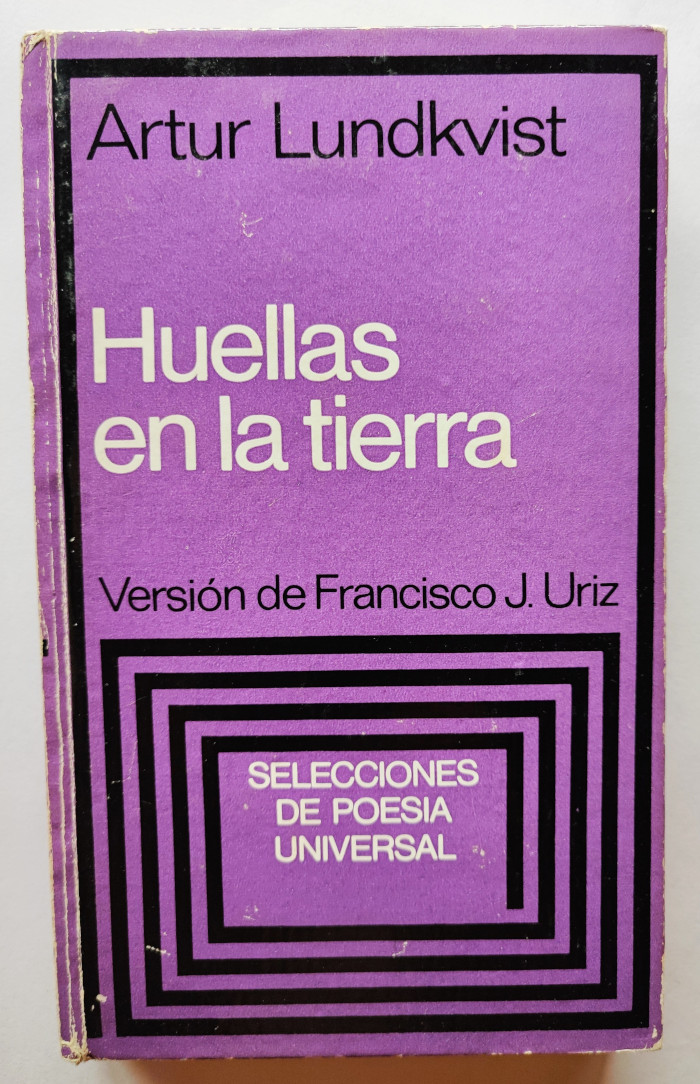 Artur Lundkvist
Huellas
en la tierra
Versión de Francisco J. Uriz
SELECCIONES
DE POESIA
UNIVERSAL